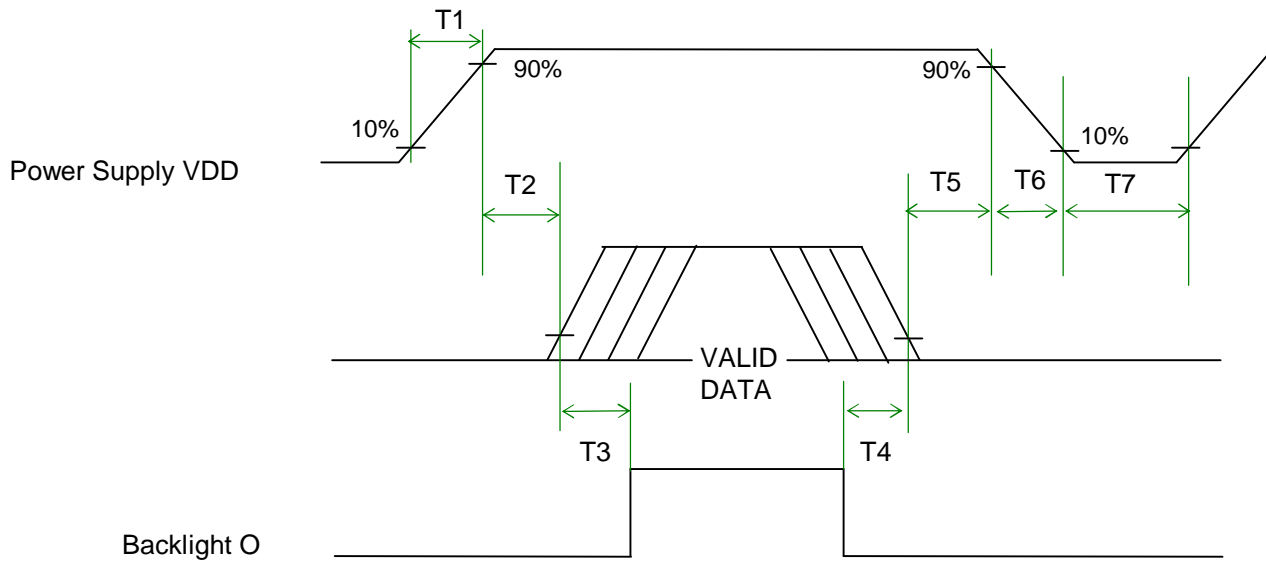 T1
90%
90%
10%
10%
Power Supply VDD
T2
T5
T6
T7
VALID
DATA
T3
T4
Backlight O